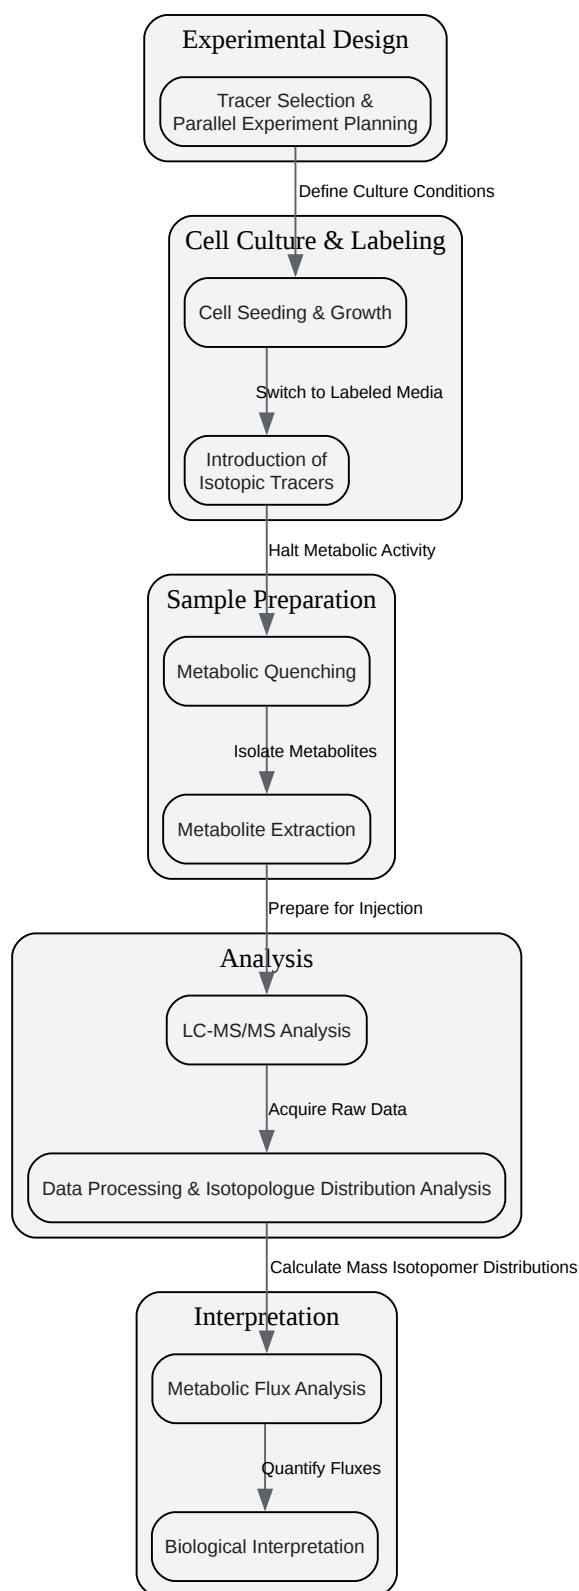 Experimental Design
Tracer Selection &
Parallel Experiment Planning
Define Culture Conditions
Cell Culture & Labeling
Cell Seeding & Growth
Switch to Labeled Media
Introduction of
Isotopic Tracers
Halt Metabolic Activity
Sample Preparation
Metabolic Quenching
Isolate Metabolites
Metabolite Extraction
Prepare for Injection
Analysis
LC-MS/MS Analysis
Acquire Raw Data
Data Processing & Isotopologue Distribution Analysis
Calculate Mass Isotopomer Distributions
Interpretation
Metabolic Flux Analysis
Quantify Fluxes
Biological Interpretation